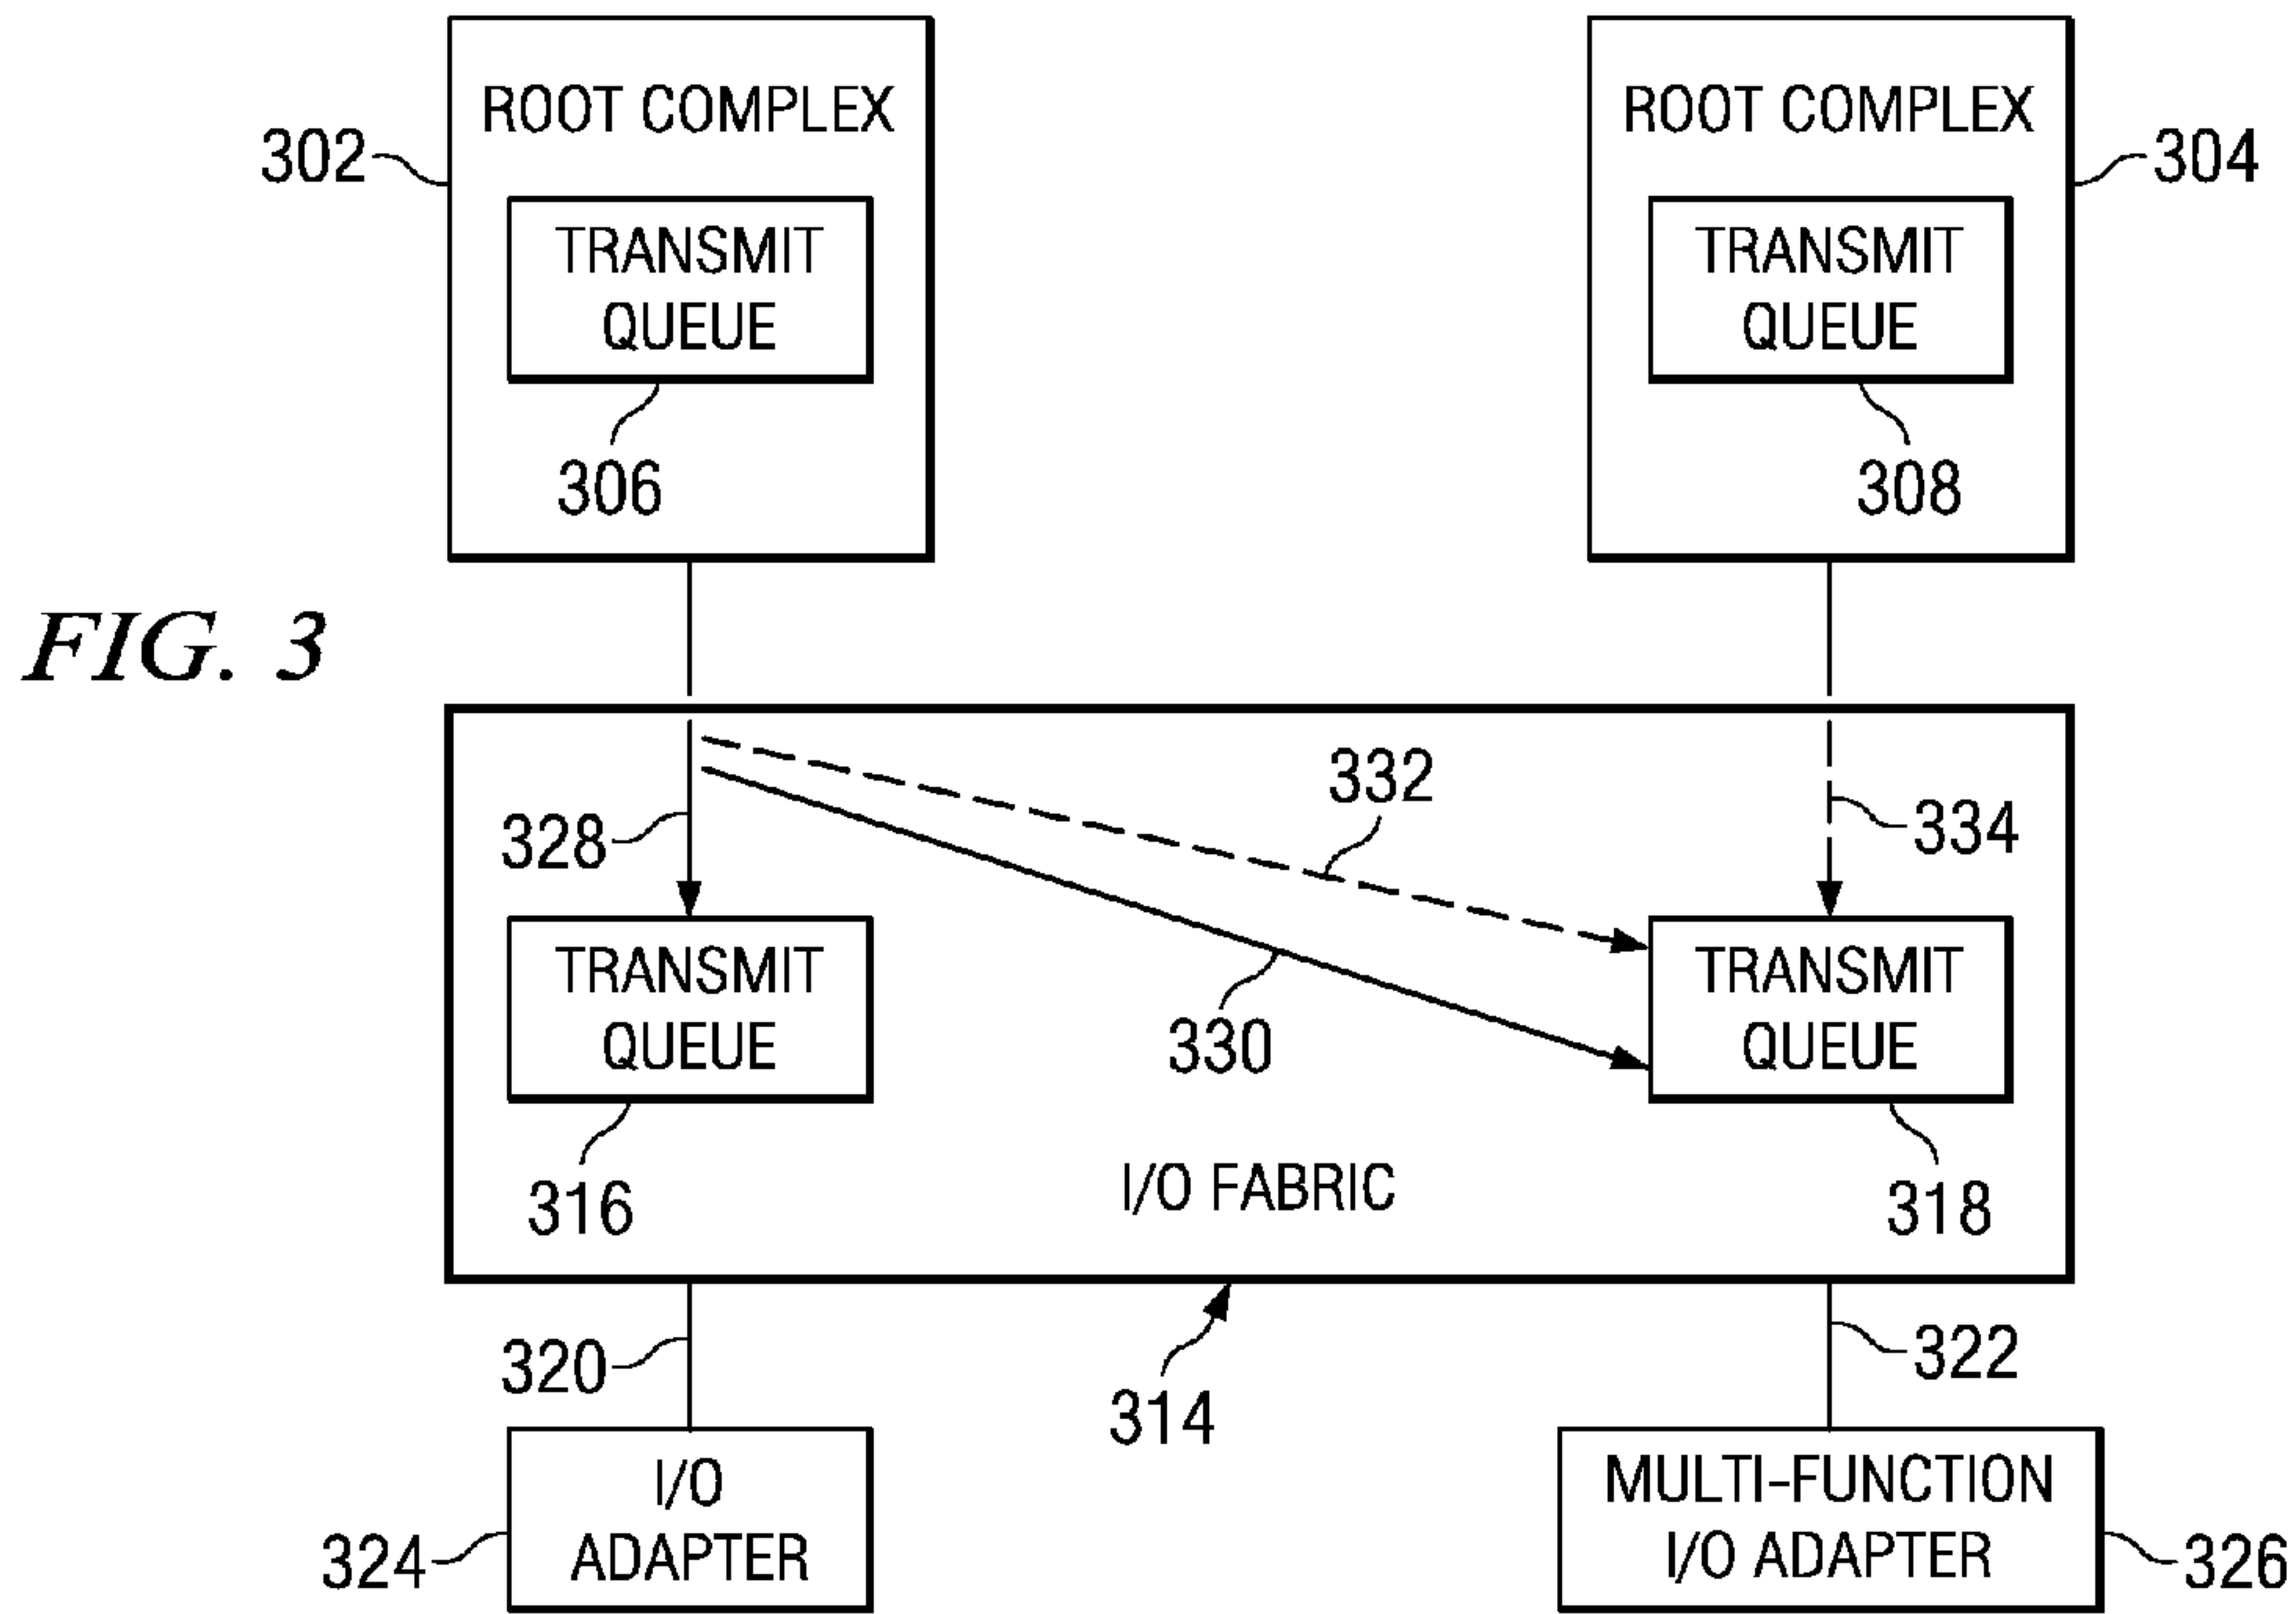 ROOT COMPLEX
302
TRANSMIT
QUEUE
306
ROOT COMPLEX
304
TRANSMIT
QUEUE
308
FIG. 3
328
332
334
330
TRANSMIT
QUEUE
316
TRANSMIT
QUEUE
318
I/O FABRIC
314
320
322
I/O
ADAPTER
324
MULTI-FUNCTION
I/O ADAPTER
326